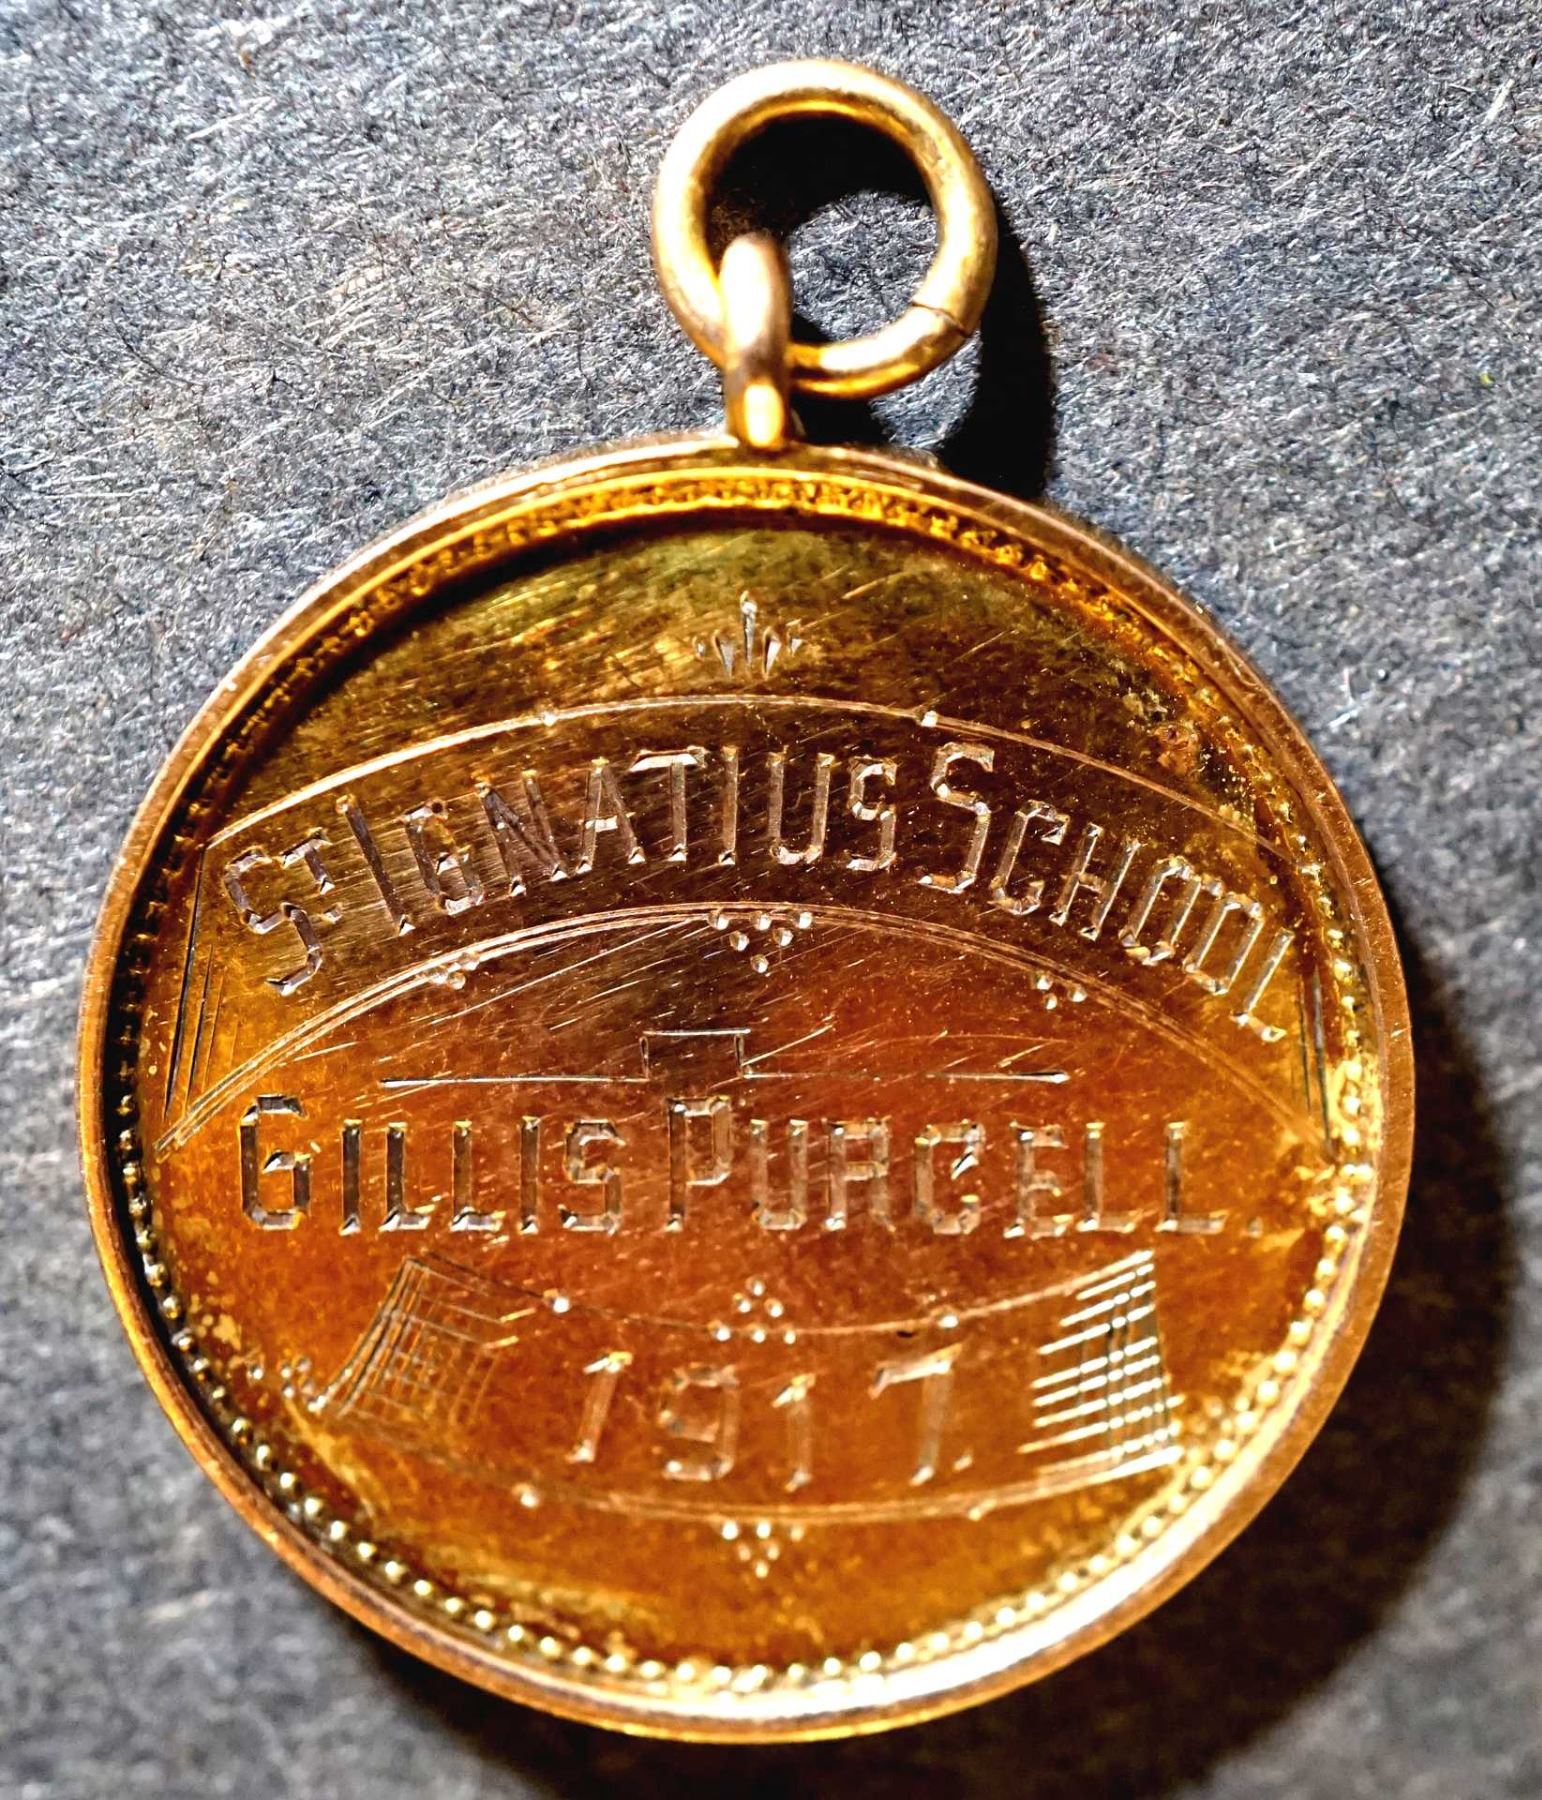 ST. IGNATIUS SCHOOL
GILLIS PURCELL.
1917.